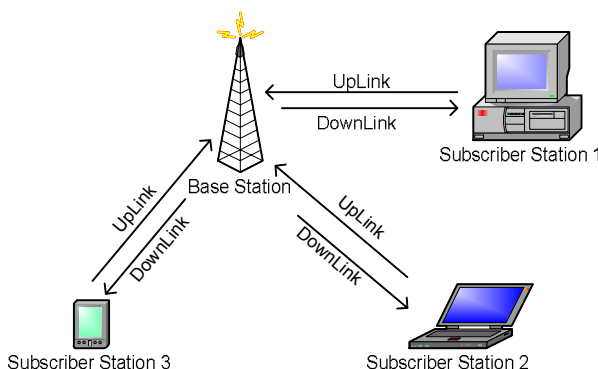 UpLink
DownLink
Subscriber Station 1
Base Station
UpLink
DownLink
UpLink
DownLink
Subscriber Station 3
Subscriber Station 2